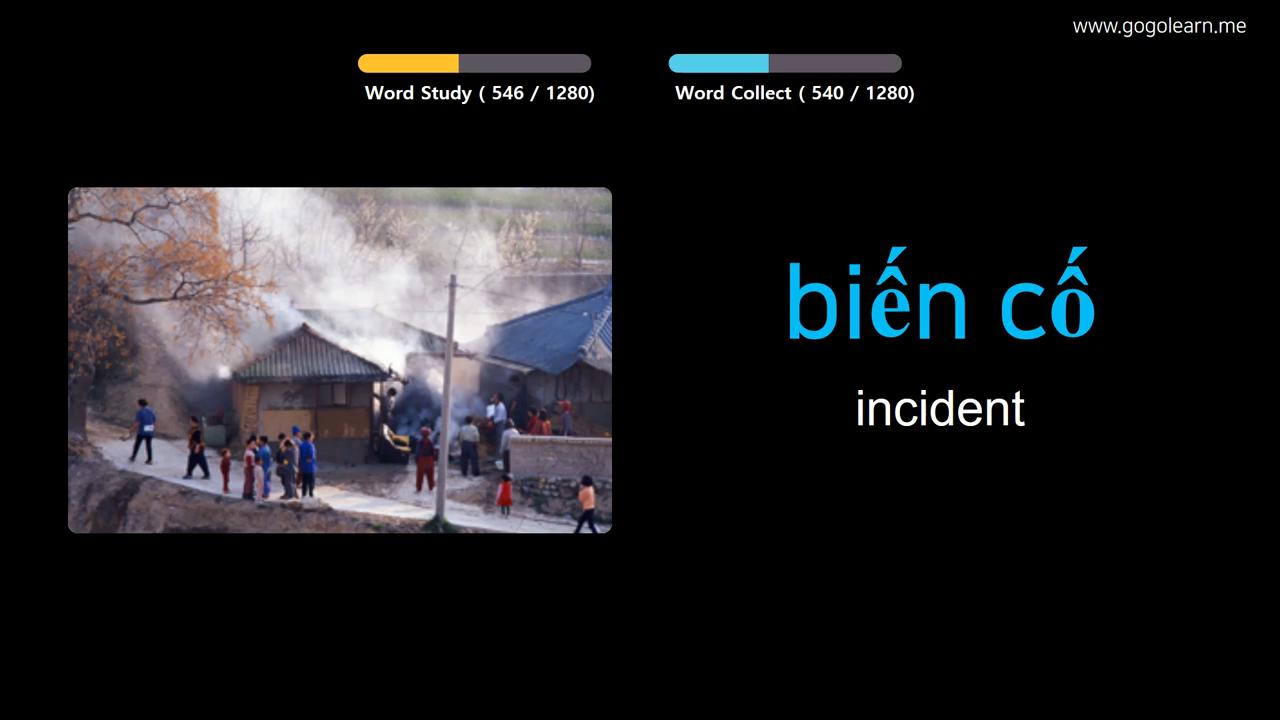 www.gogolearn.me
Word Study ( 546 / 1280)
Word Collect ( 540 / 1280)
biến cố
incident